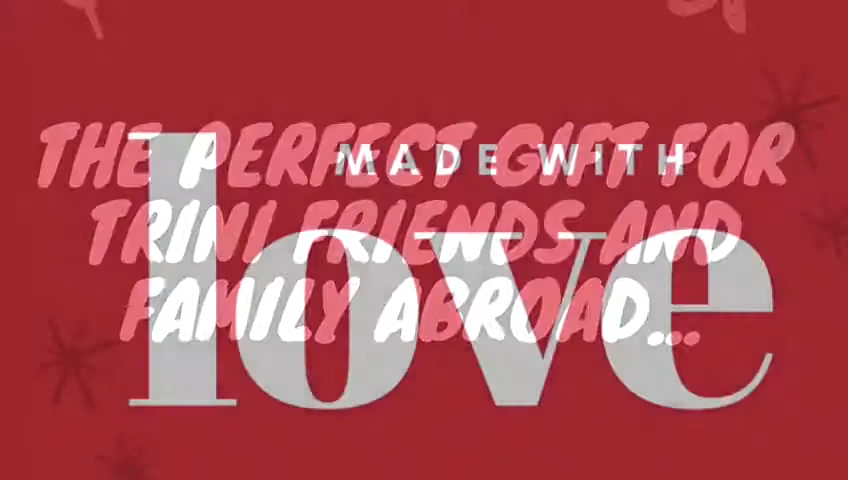 THE PERFECT GIFT FOR
TRINI FRIENDS AND
FAMILY ABROAD...
MADE WITH
love